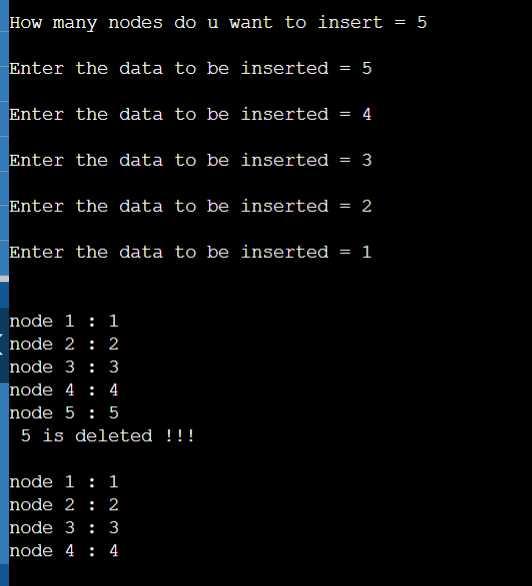 How many nodes do u want to insert = 5
Enter the data to be inserted = 5
Enter the data to be inserted = 4
Enter the data to be inserted = 3
Enter the data to be inserted = 2
Enter the data to be inserted = 1
node 1 : 1
node 2 : 2
node 3 : 3
node 4 : 4
node 5 : 5
5 is deleted !!!
node 1 : 1
node 2 : 2
node 3 : 3
node 4 : 4